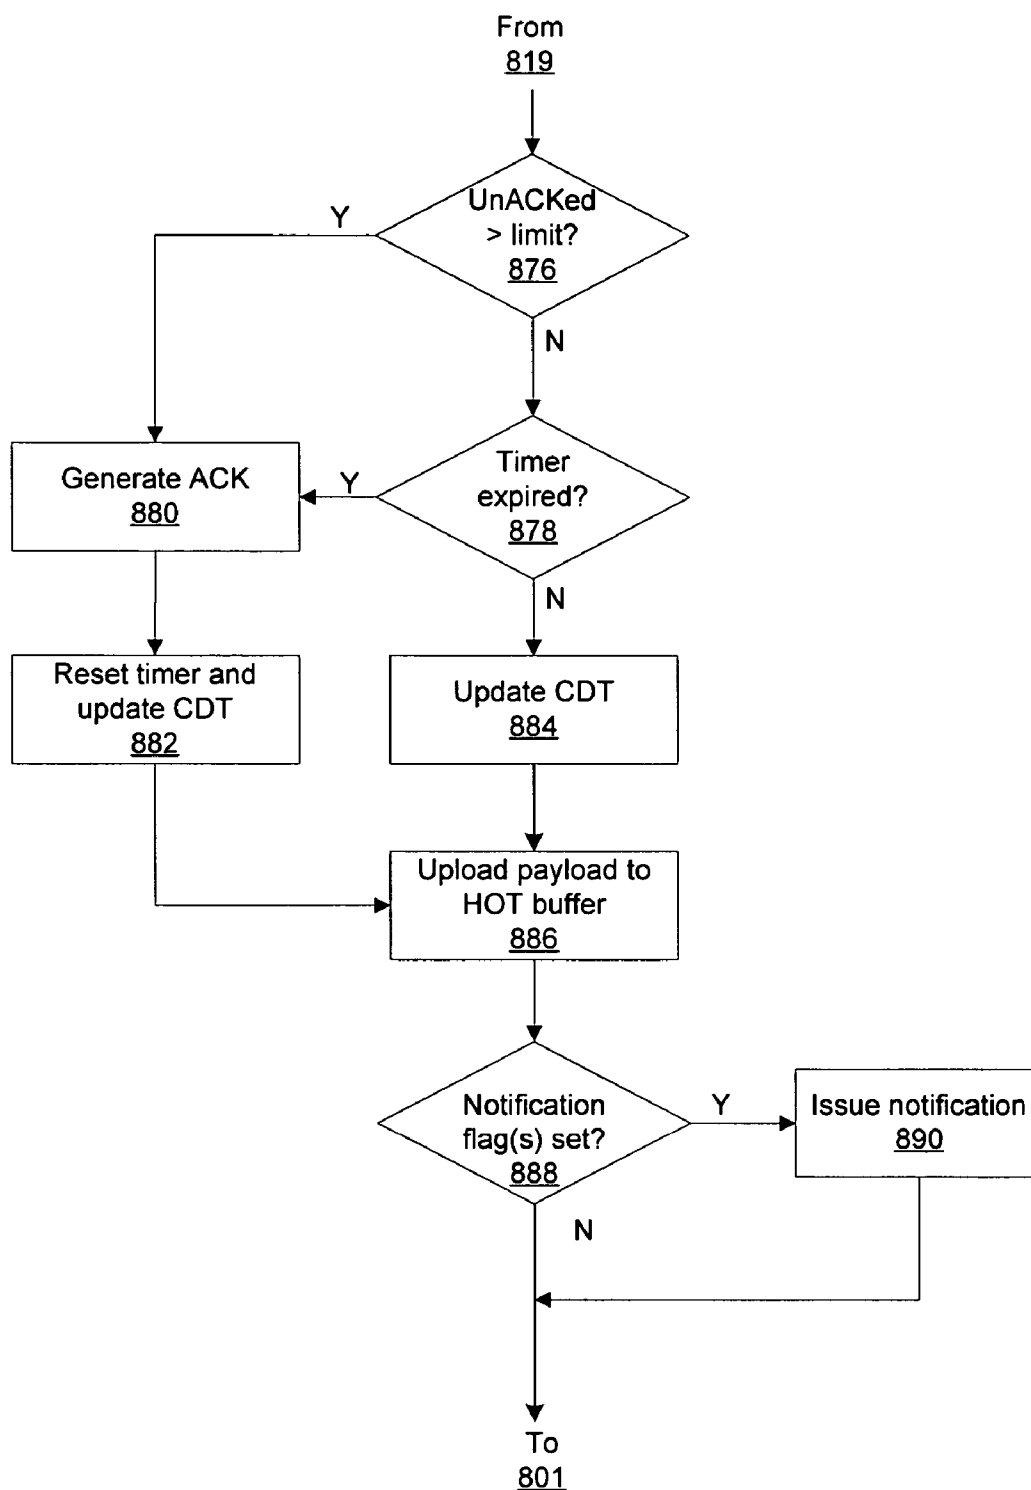 From
819
UnACKed
> limit?
876
Y
N
Timer
expired?
878
Y
Generate ACK
880
N
Reset timer and
update CDT
882
Update CDT
884
Upload payload to
HOT buffer
886
Notification
flag(s) set?
888
Y
Issue notification
890
N
To
801